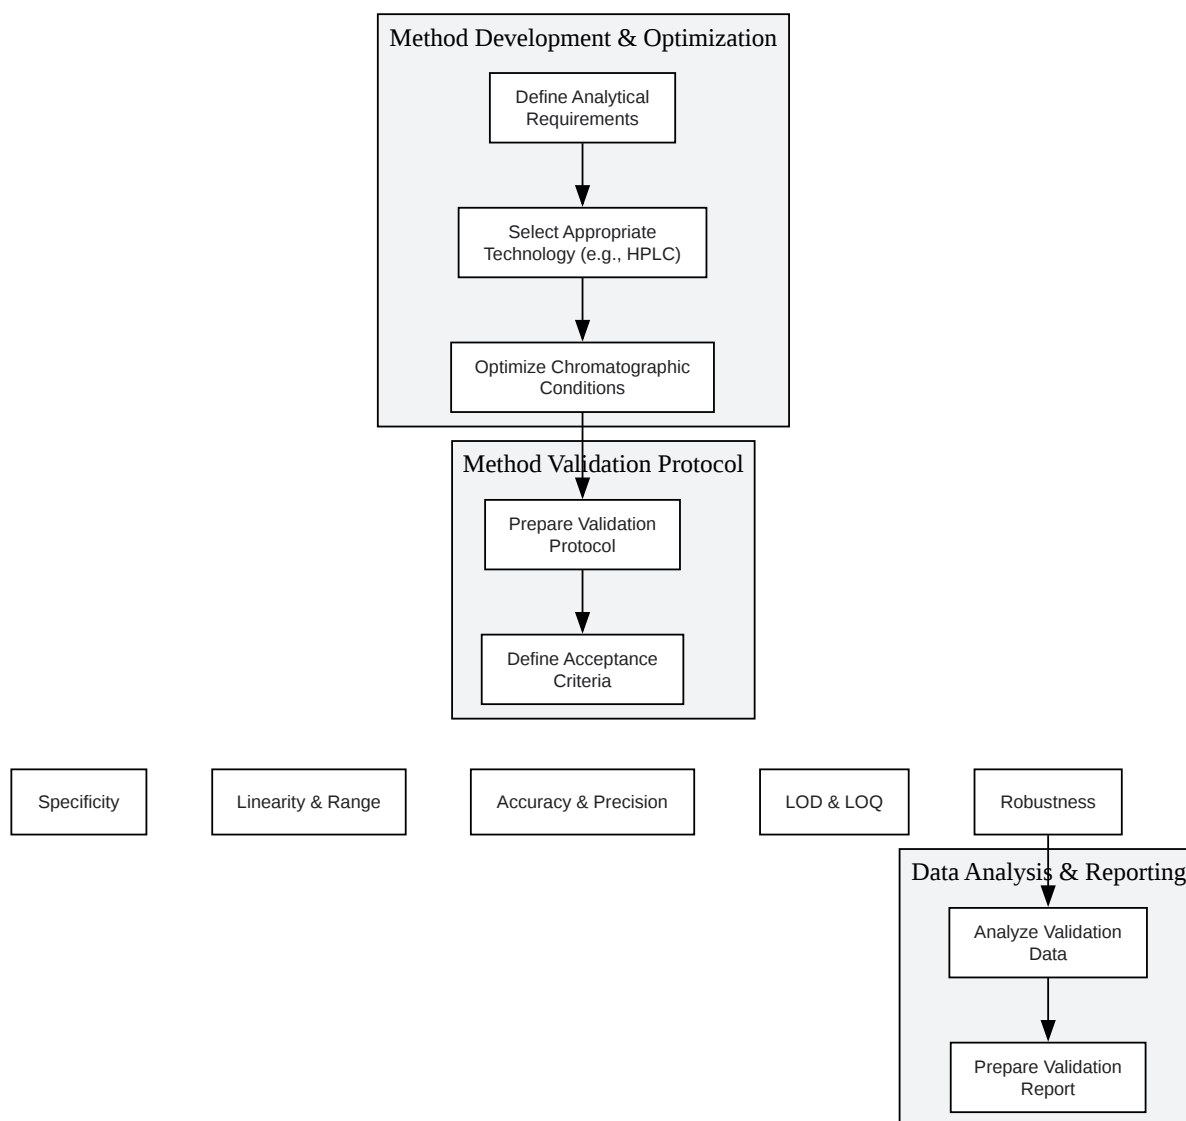 Method Development & Optimization
Define Analytical
Requirements
Select Appropriate
Technology (e.g., HPLC)
Optimize Chromatographic
Conditions
Method Validation Protocol
Prepare Validation
Protocol
Define Acceptance
Criteria
Specificity
Linearity & Range
Accuracy & Precision
LOD & LOQ
Robustness
Data Analysis & Reporting
Analyze Validation
Data
Prepare Validation
Report